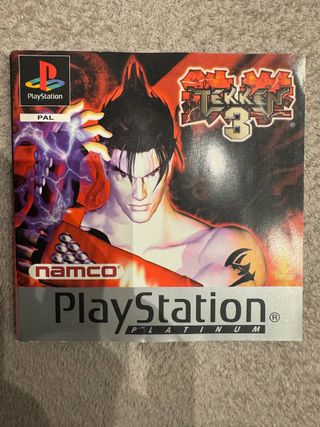 PlayStation
PAL
TEKKEN
3
®
namco®
PlayStation®
PLATINUM